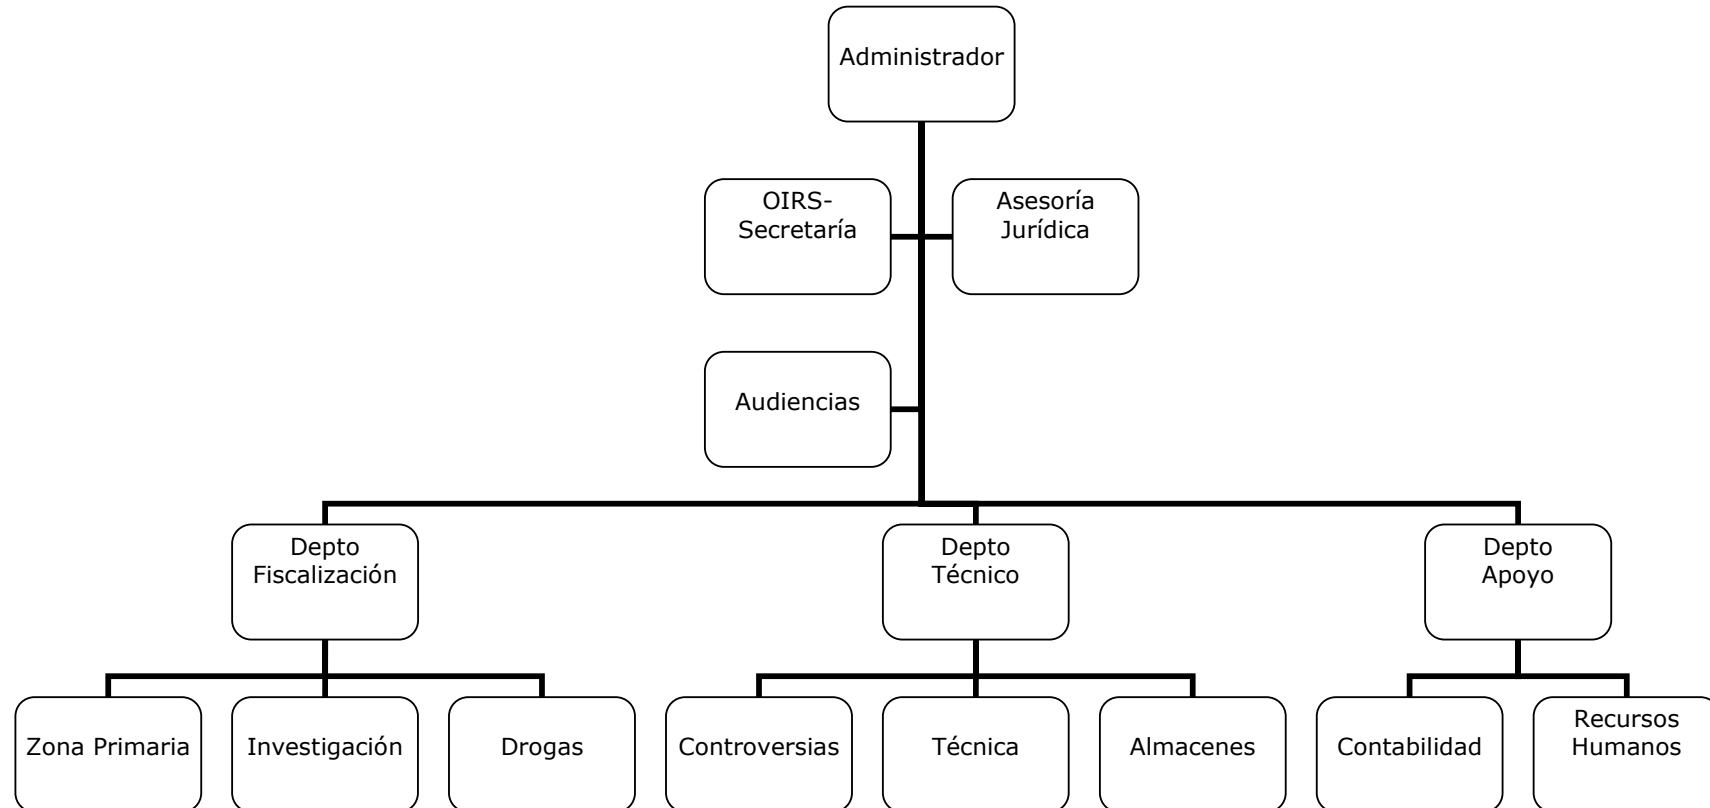 Administrador
OIRS-
Secretaría
Asesoría
Jurídica
Audiencias
Depto
Fiscalización
Depto
Técnico
Depto
Apoyo
Zona Primaria
Investigación
Drogas
Controversias
Técnica
Almacenes
Contabilidad
Recursos
Humanos